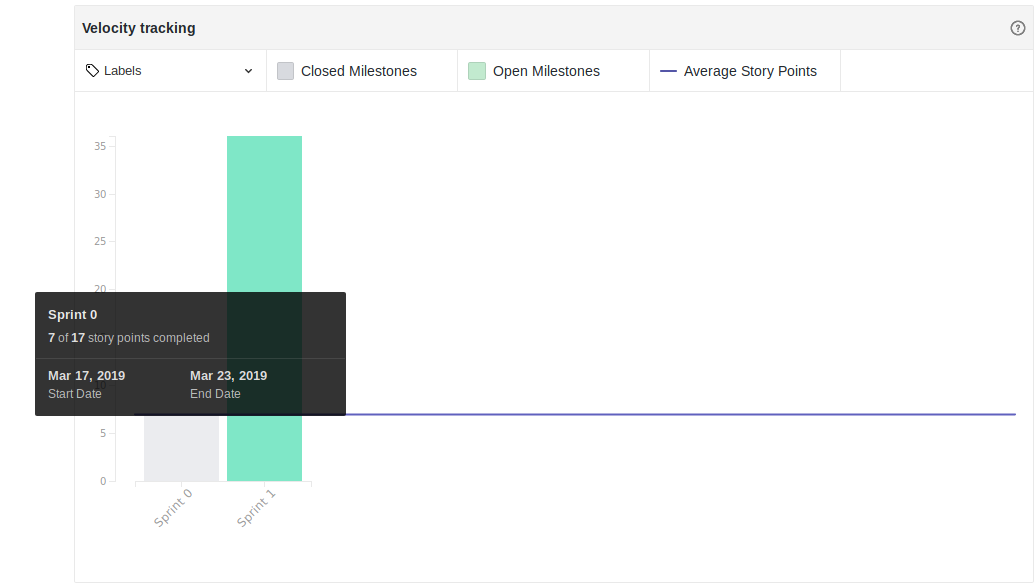 Velocity tracking
Labels
Closed Milestones
Open Milestones
Average Story Points
35
30
25
20
Sprint 0
7 of 17 story points completed
Mar 17, 2019 Mar 23, 2019
Start Date End Date
5
0
Sprint 0
Sprint 1